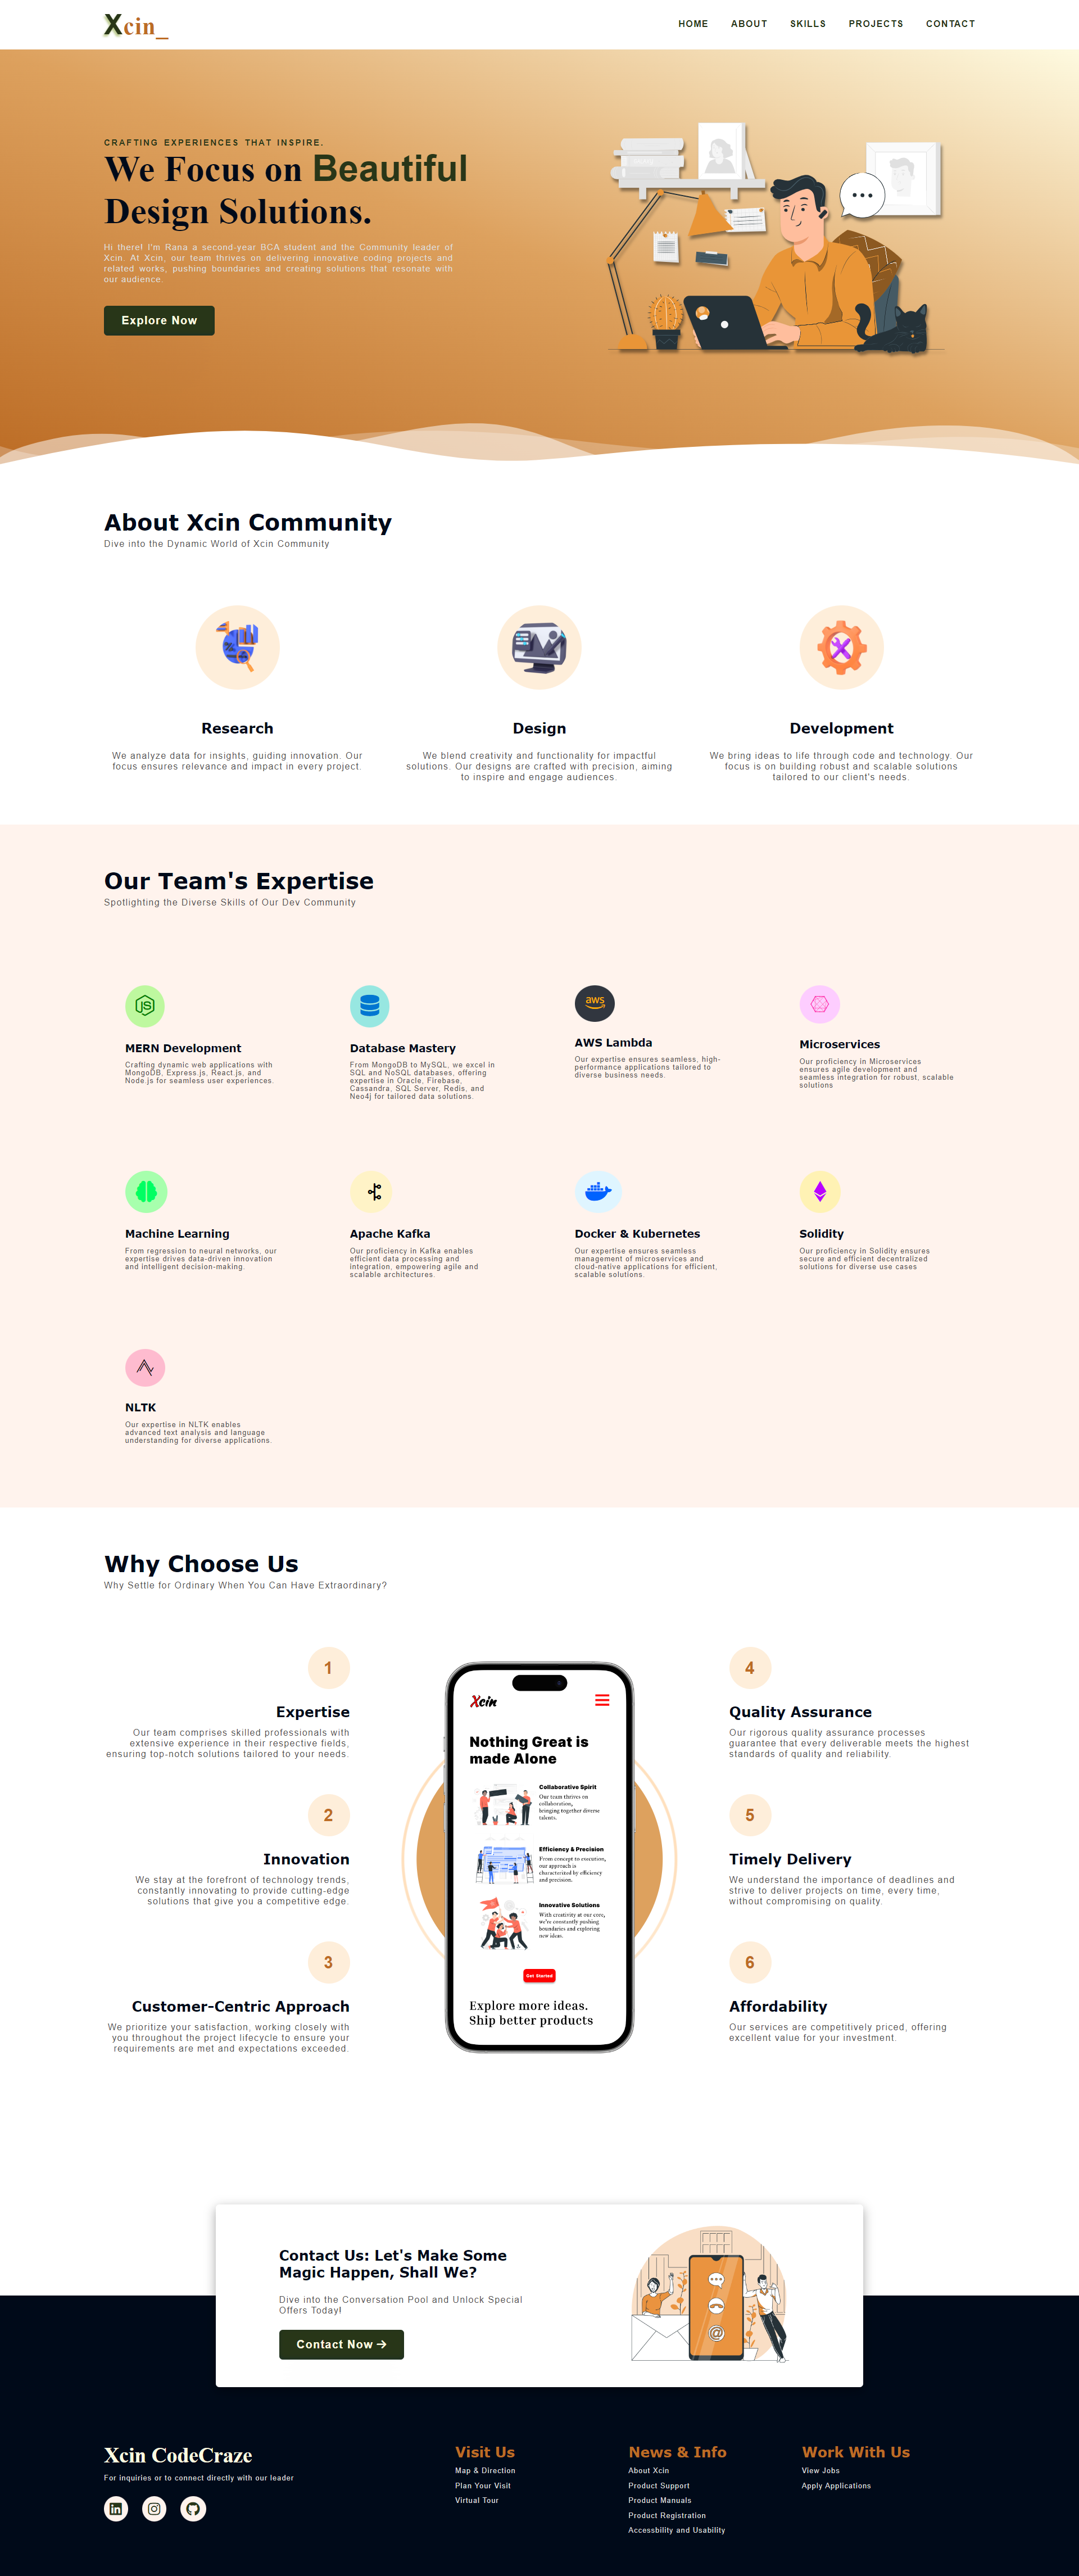 Xcin_
HOME ABOUT SKILLS PROJECTS CONTACT
CRAFTING EXPERIENCES THAT INSPIRE.
We Focus on Beautiful
Design Solutions.
Hi there! I'm Rana a second-year BCA student and the Community leader of
Xcin. At Xcin, our team thrives on delivering innovative coding projects and
related works, pushing boundaries and creating solutions that resonate with
our audience.
Explore Now
About Xcin Community
Dive into the Dynamic World of Xcin Community
Research
We analyze data for insights, guiding innovation. Our
focus ensures relevance and impact in every project.
Design
We blend creativity and functionality for impactful
solutions. Our designs are crafted with precision, aiming
to inspire and engage audiences.
Development
We bring ideas to life through code and technology. Our
focus is on building robust and scalable solutions
tailored to our client's needs.
Our Team's Expertise
Spotlighting the Diverse Skills of Our Dev Community
JS
MERN Development
Crafting dynamic web applications with
MongoDB, Express.js, React.js, and
Node.js for seamless user experiences.
Database Mastery
From MongoDB to MySQL, we excel in
SQL and NoSQL databases, offering
expertise in Oracle, Firebase,
Cassandra, SQL Server, Redis, and
Neo4j for tailored data solutions.
aws
AWS Lambda
Our expertise ensures seamless, high-
performance applications tailored to
diverse business needs.
Microservices
Our proficiency in Microservices
ensures agile development and
seamless integration for robust, scalable
solutions
Machine Learning
From regression to neural networks, our
expertise drives data-driven innovation
and intelligent decision-making.
Apache Kafka
Our proficiency in Kafka enables
efficient data processing and
integration, empowering agile and
scalable architectures.
Docker & Kubernetes
Our expertise ensures seamless
management of microservices and
cloud-native applications for efficient,
scalable solutions.
Solidity
Our proficiency in Solidity ensures
secure and efficient decentralized
solutions for diverse use cases
NLTK
Our expertise in NLTK enables
advanced text analysis and language
understanding for diverse applications.
Why Choose Us
Why Settle for Ordinary When You Can Have Extraordinary?
1
Expertise
Our team comprises skilled professionals with
extensive experience in their respective fields,
ensuring top-notch solutions tailored to your needs.
2
Innovation
We stay at the forefront of technology trends,
constantly innovating to provide cutting-edge
solutions that give you a competitive edge.
3
Customer-Centric Approach
We prioritize your satisfaction, working closely with
you throughout the project lifecycle to ensure your
requirements are met and expectations exceeded.
Xcin
Nothing Great is
made Alone
Collaborative Spirit
Our team thrives on
collaboration,
bringing together diverse
talents.
Efficiency & Precision
From concept to execution,
our approach is
characterized by efficiency
and precision.
Innovative Solutions
With creativity at our core,
we're constantly pushing
boundaries and exploring
new ideas.
Get Started
Explore more ideas.
Ship better products
4
Quality Assurance
Our rigorous quality assurance processes
guarantee that every deliverable meets the highest
standards of quality and reliability.
5
Timely Delivery
We understand the importance of deadlines and
strive to deliver projects on time, every time,
without compromising on quality.
6
Affordability
Our services are competitively priced, offering
excellent value for your investment.
Contact Us: Let's Make Some
Magic Happen, Shall We?
Dive into the Conversation Pool and Unlock Special
Offers Today!
Contact Now →
@
Xcin CodeCraze
For inquiries or to connect directly with our leader
Visit Us
Map & Direction
Plan Your Visit
Virtual Tour
News & Info
About Xcin
Product Support
Product Manuals
Product Registration
Accessbility and Usability
Work With Us
View Jobs
Apply Applications